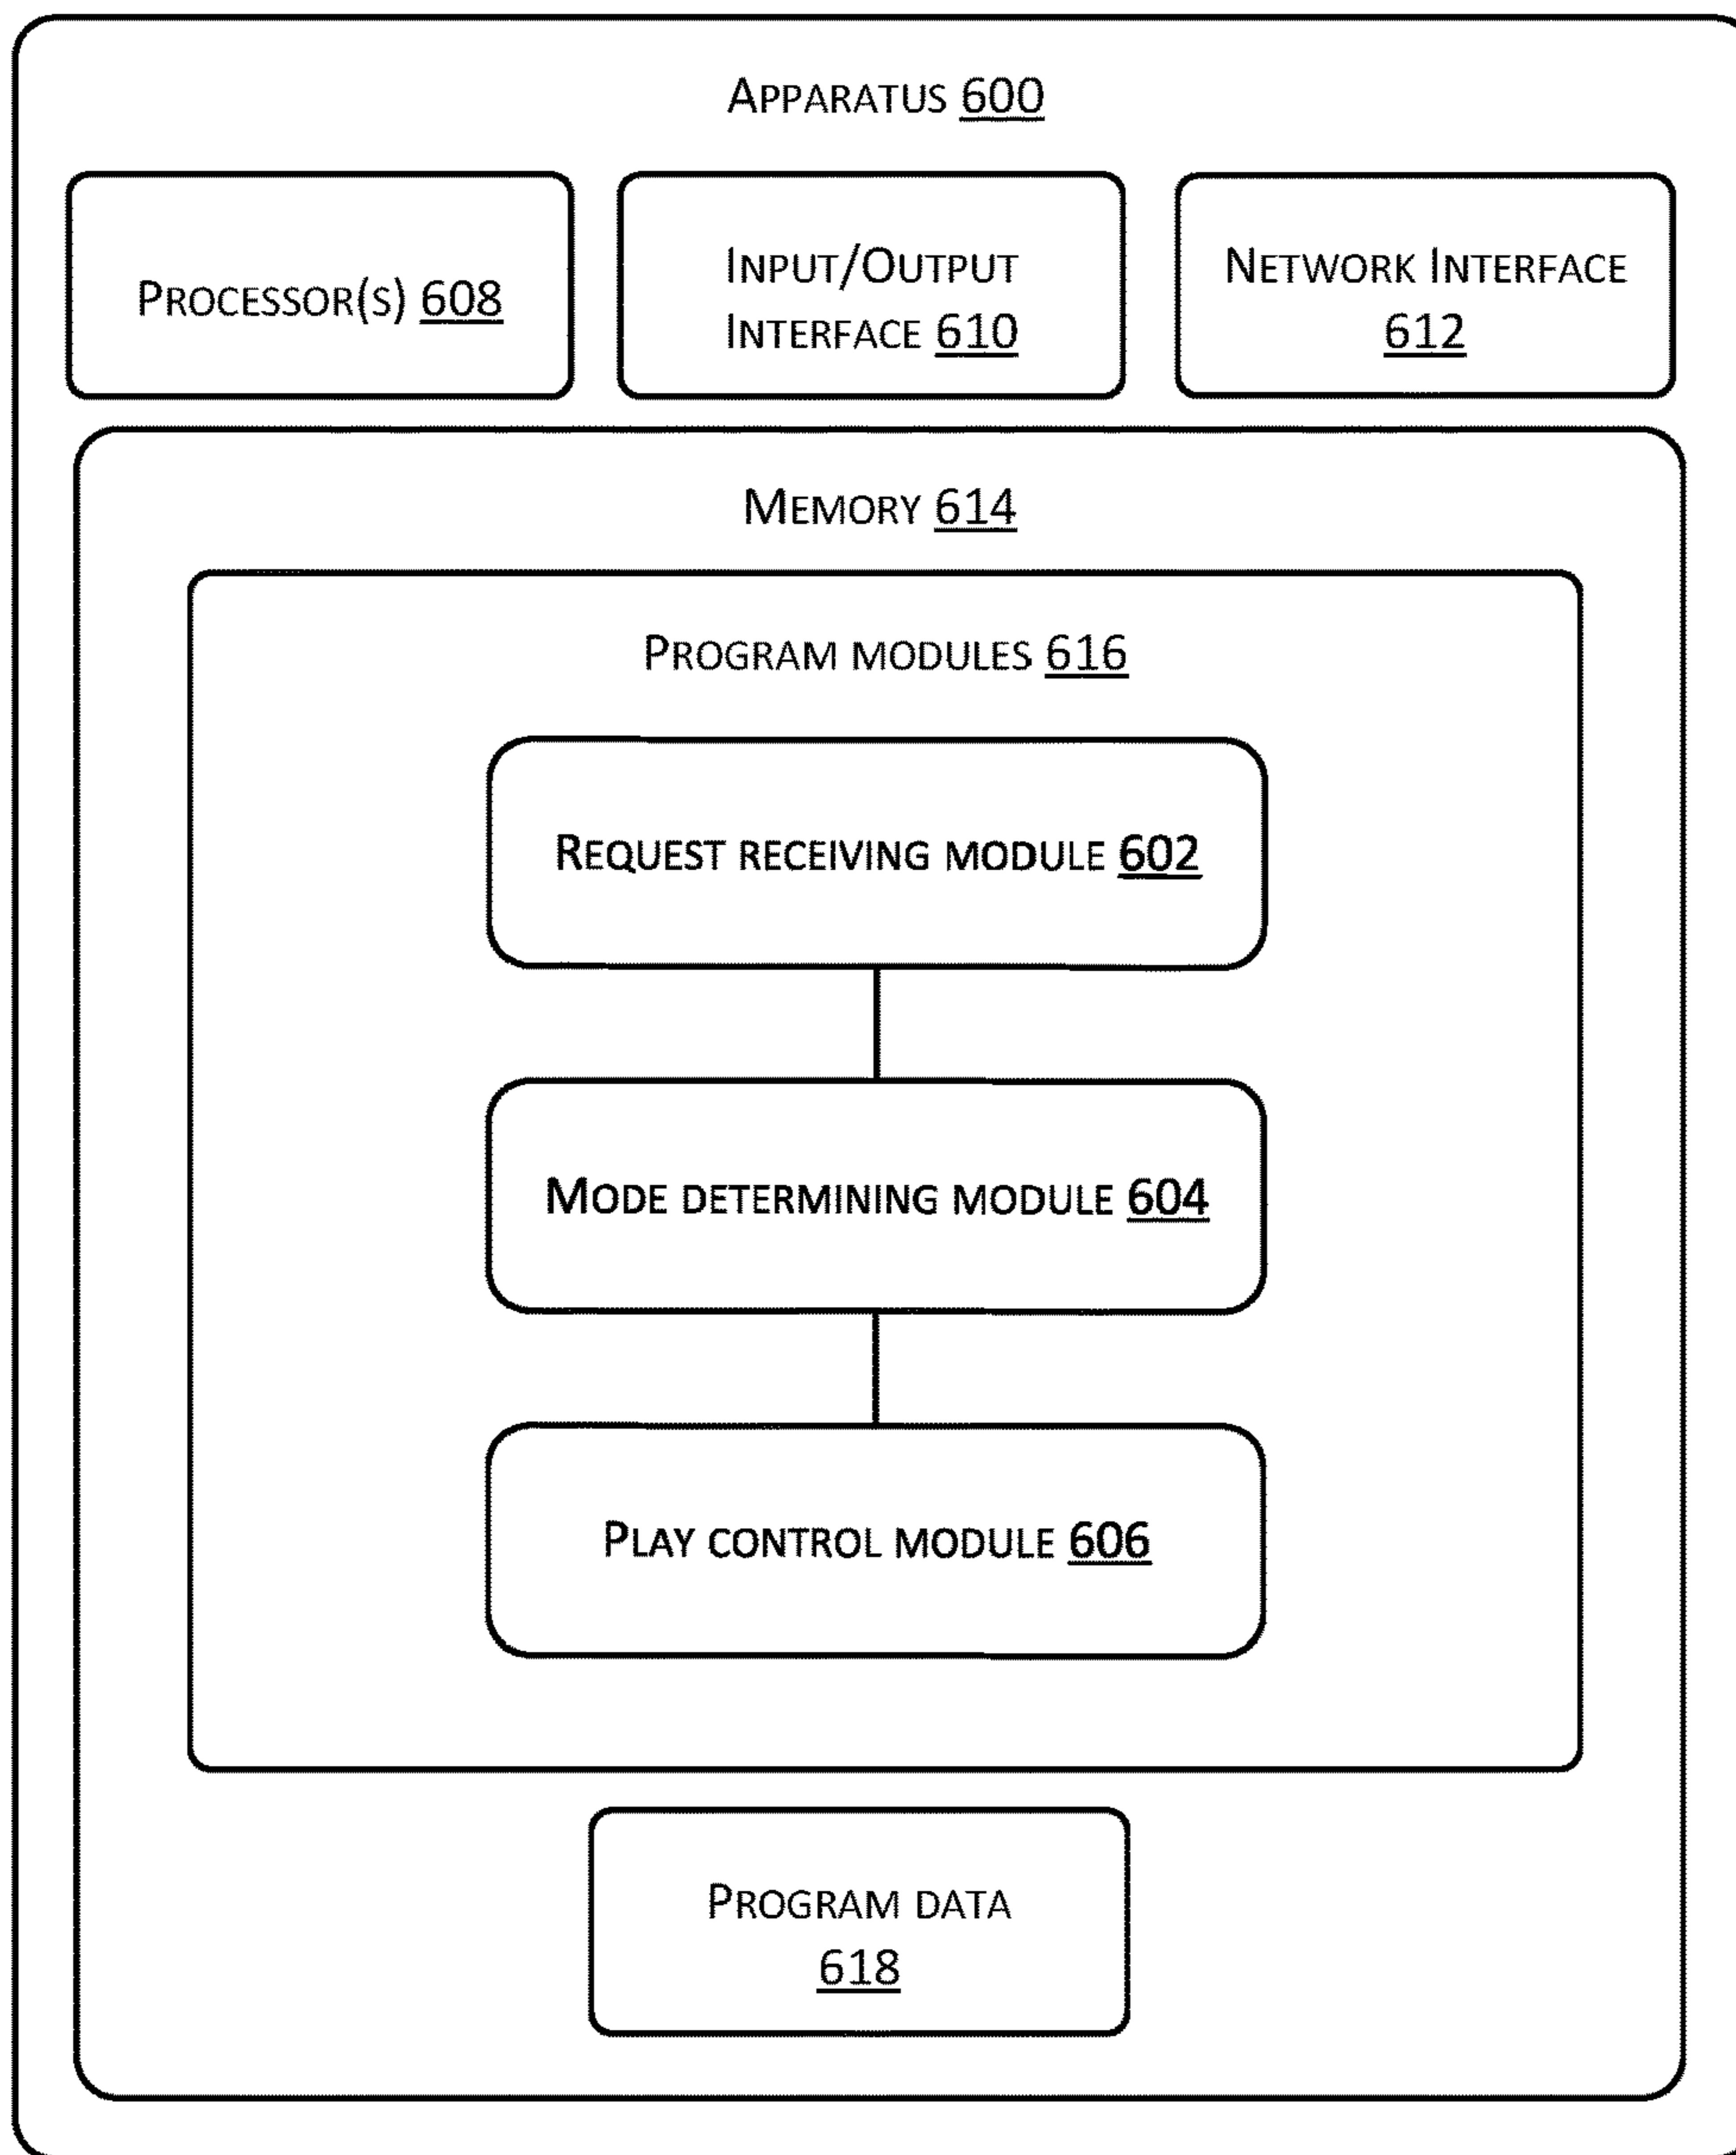 APPARATUS 600
PROCESSOR(S) 608
INPUT/OUTPUT
INTERFACE 610
NETWORK INTERFACE
612
MEMORY 614
PROGRAM MODULES 616
REQUEST RECEIVING MODULE 602
MODE DETERMINING MODULE 604
PLAY CONTROL MODULE 606
PROGRAM DATA
618